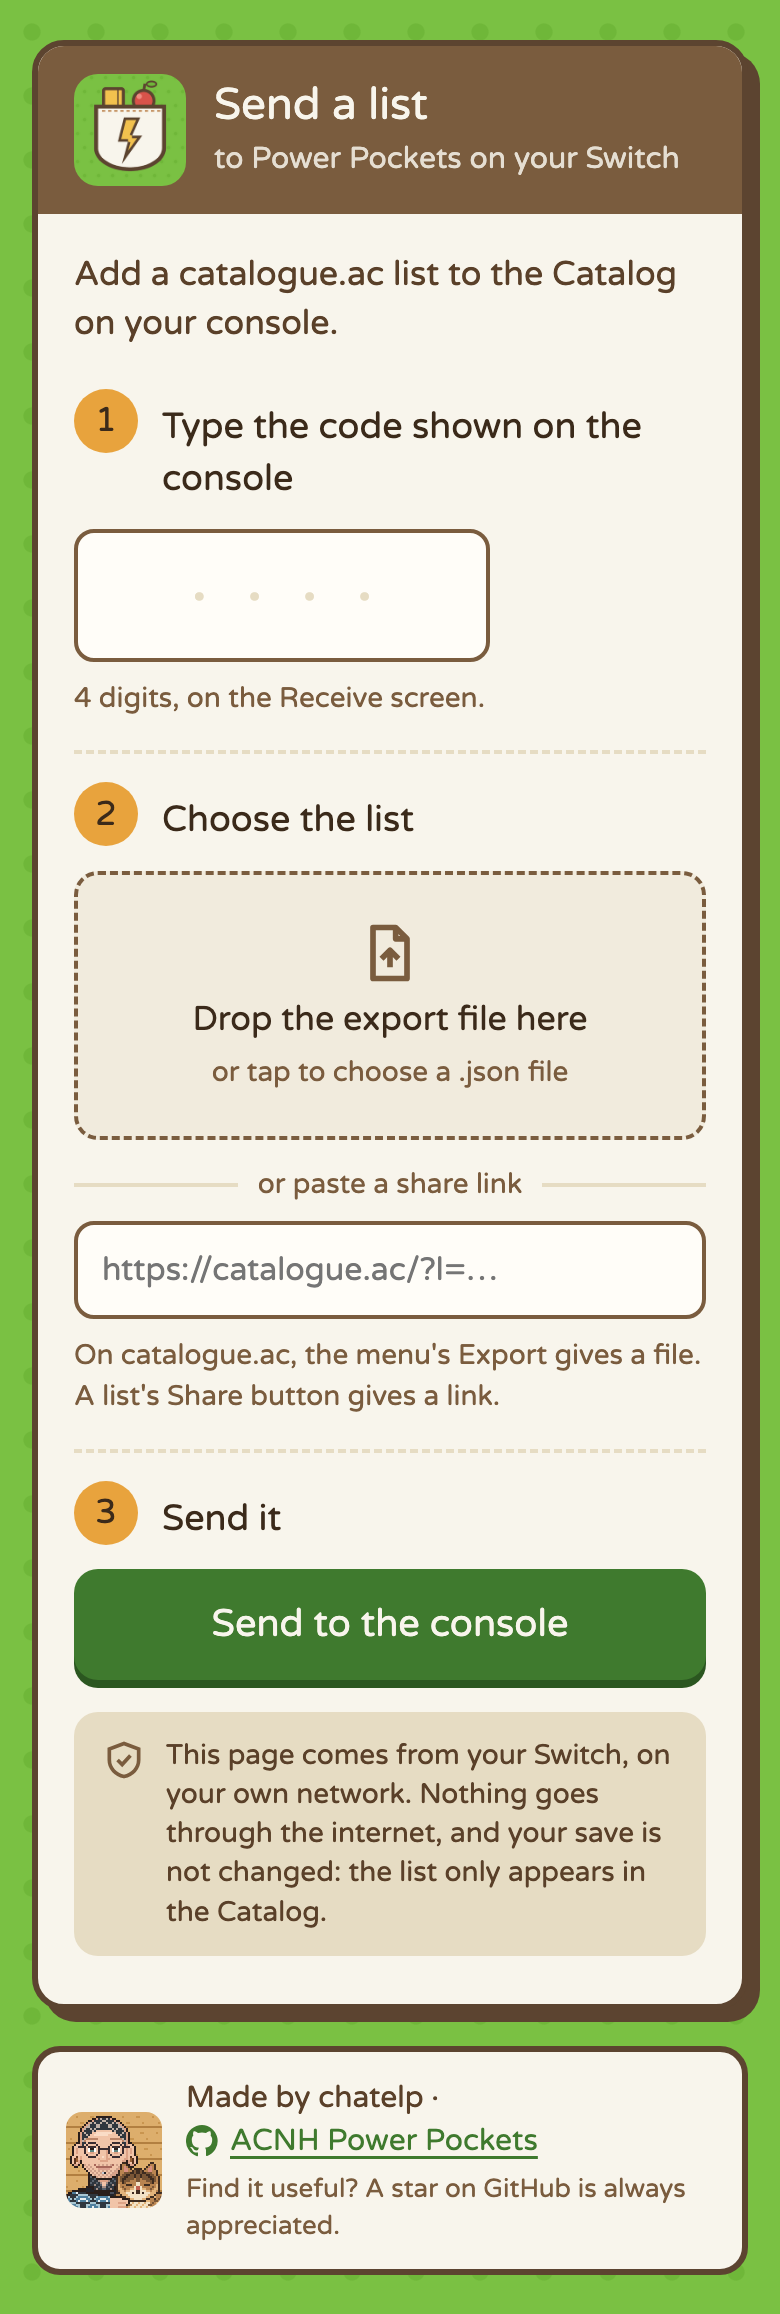 Send a list
to Power Pockets on your Switch
Add a catalogue.ac list to the Catalog
on your console.
1
Type the code shown on the
console
4 digits, on the Receive screen.
2
Choose the list
Drop the export file here
or tap to choose a .json file
or paste a share link
https://catalogue.ac/?l=…
On catalogue.ac, the menu's Export gives a file.
A list's Share button gives a link.
3
Send it
Send to the console
This page comes from your Switch, on
your own network. Nothing goes
through the internet, and your save is
not changed: the list only appears in
the Catalog.
Made by chatelp ·
ACNH Power Pockets
Find it useful? A star on GitHub is always
appreciated.